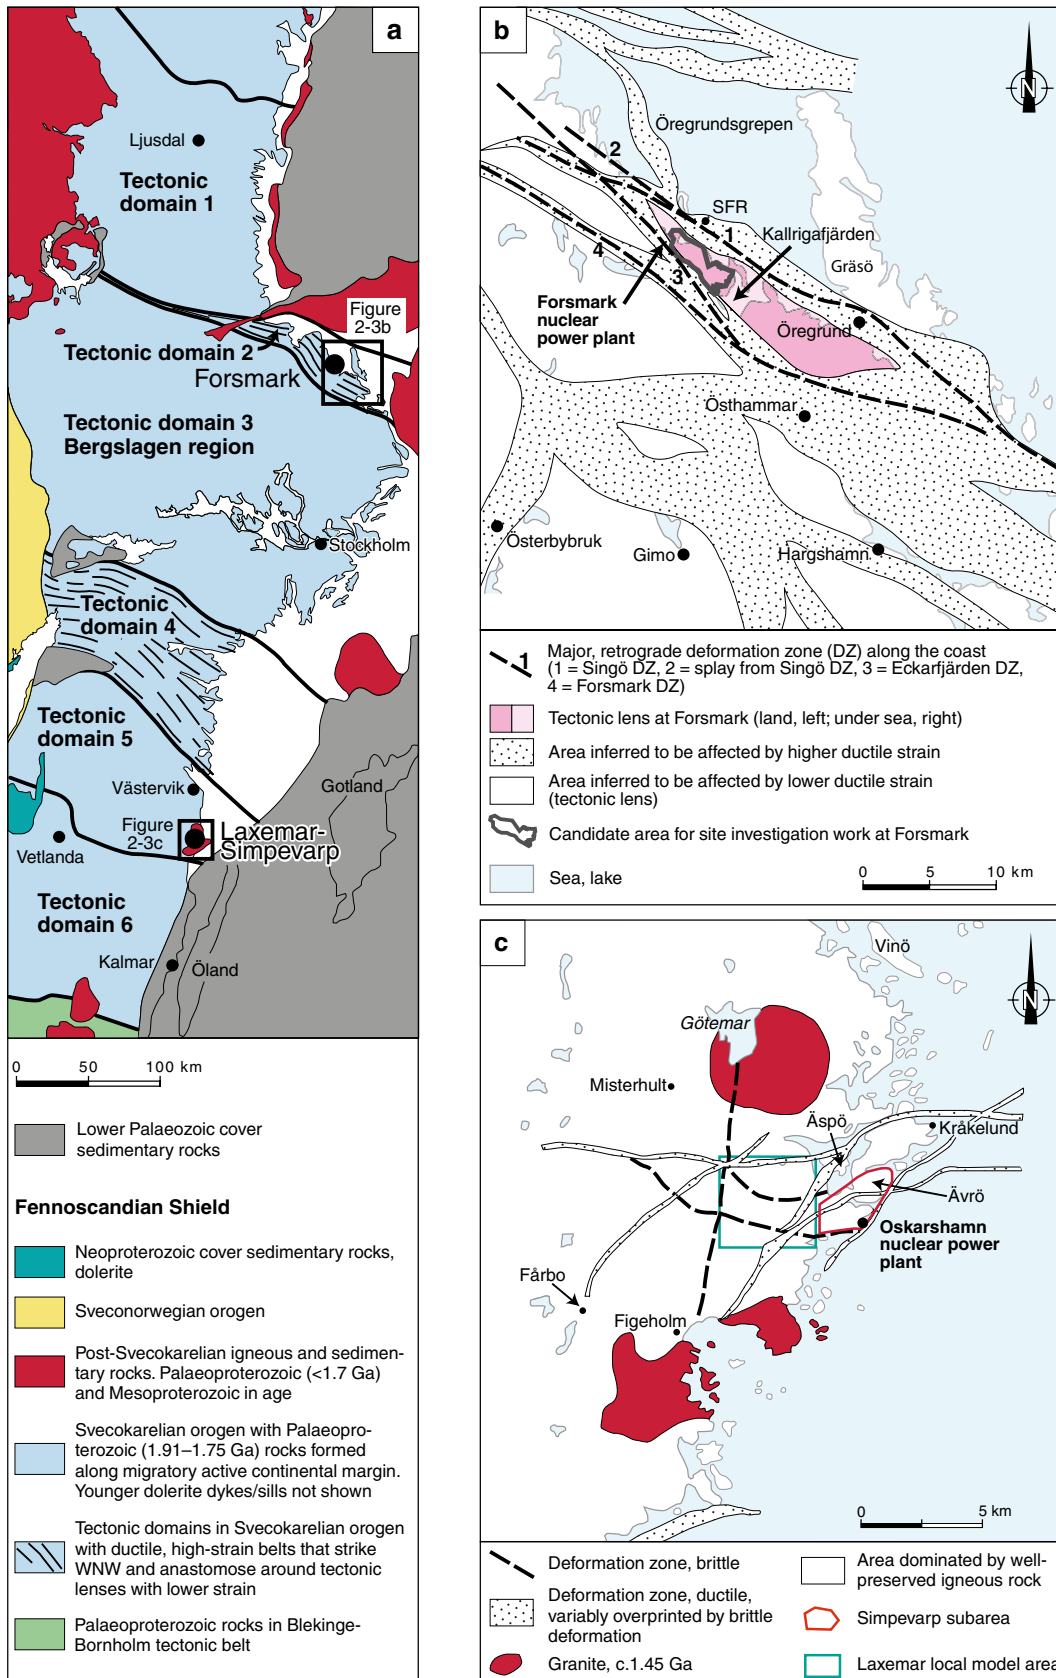 a
Ljusdal
Tectonic
domain 1
Figure
2-3b
Tectonic domain 2
Forsmark
Tectonic domain 3
Bergslagen region
Stockholm
Tectonic
domain 4
Tectonic
domain 5
Västervik
Gotland
Figure
2-3c
Laxemar-
Simpevarp
Vetlanda
Tectonic
domain 6
Kalmar
Öland
0 50 100 km
Lower Palaeozoic cover
sedimentary rocks
Fennoscandian Shield
Neoproterozoic cover sedimentary rocks,
dolerite
Sveconorwegian orogen
Post-Svecokarelian igneous and sedimen-
tary rocks. Palaeoproterozoic (<1.7 Ga)
and Mesoproterozoic in age
Svecokarelian orogen with Palaeopro-
terozoic (1.91–1.75 Ga) rocks formed
along migratory active continental margin.
Younger dolerite dykes/sills not shown
Tectonic domains in Svecokarelian orogen
with ductile, high-strain belts that strike
WNW and anastomose around tectonic
lenses with lower strain
Palaeoproterozoic rocks in Blekinge-
Bornholm tectonic belt
b
N
Öregrundsgrepen
2
SFR
1
Kallrigafjärden
4
3
Gräsö
Forsmark
nuclear
power plant
Öregrund
Östhammar
Österbybruk
Gimo
Hargshamn
1
Major, retrograde deformation zone (DZ) along the coast
(1 = Singö DZ, 2 = splay from Singö DZ, 3 = Eckarfjärden DZ,
4 = Forsmark DZ)
Tectonic lens at Forsmark (land, left; under sea, right)
Area inferred to be affected by higher ductile strain
Area inferred to be affected by lower ductile strain
(tectonic lens)
Candidate area for site investigation work at Forsmark
Sea, lake
0 5 10 km
c
Vinö
N
Götemar
Misterhult
Äspö
Kråkelund
Ävrö
Oskarshamn
nuclear power
plant
Fårbo
Figeholm
0 5 km
Deformation zone, brittle
Deformation zone, ductile,
variably overprinted by brittle
deformation
Granite, c.1.45 Ga
Area dominated by well-
preserved igneous rock
Simpevarp subarea
Laxemar local model area